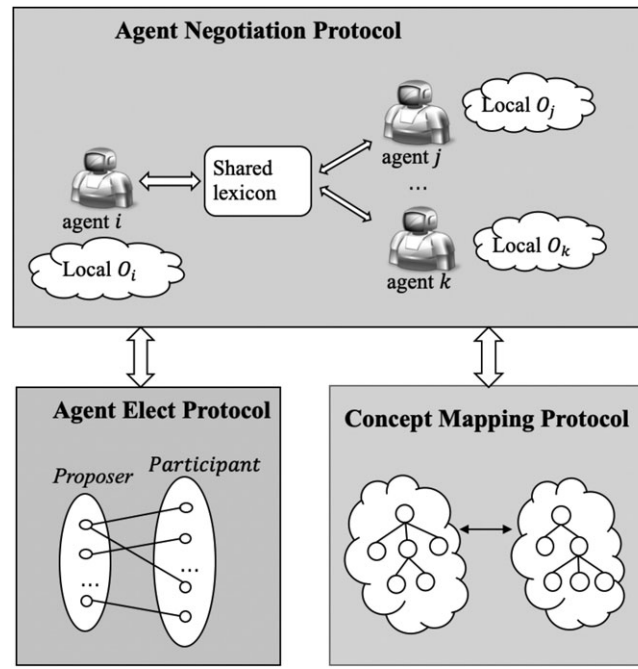 Agent Negotiation Protocol
Local O_j
agent j
Shared
lexicon
agent i
...
Local O_i
Local O_k
agent k
Agent Elect Protocol
Proposer
Participant
...
...
Concept Mapping Protocol